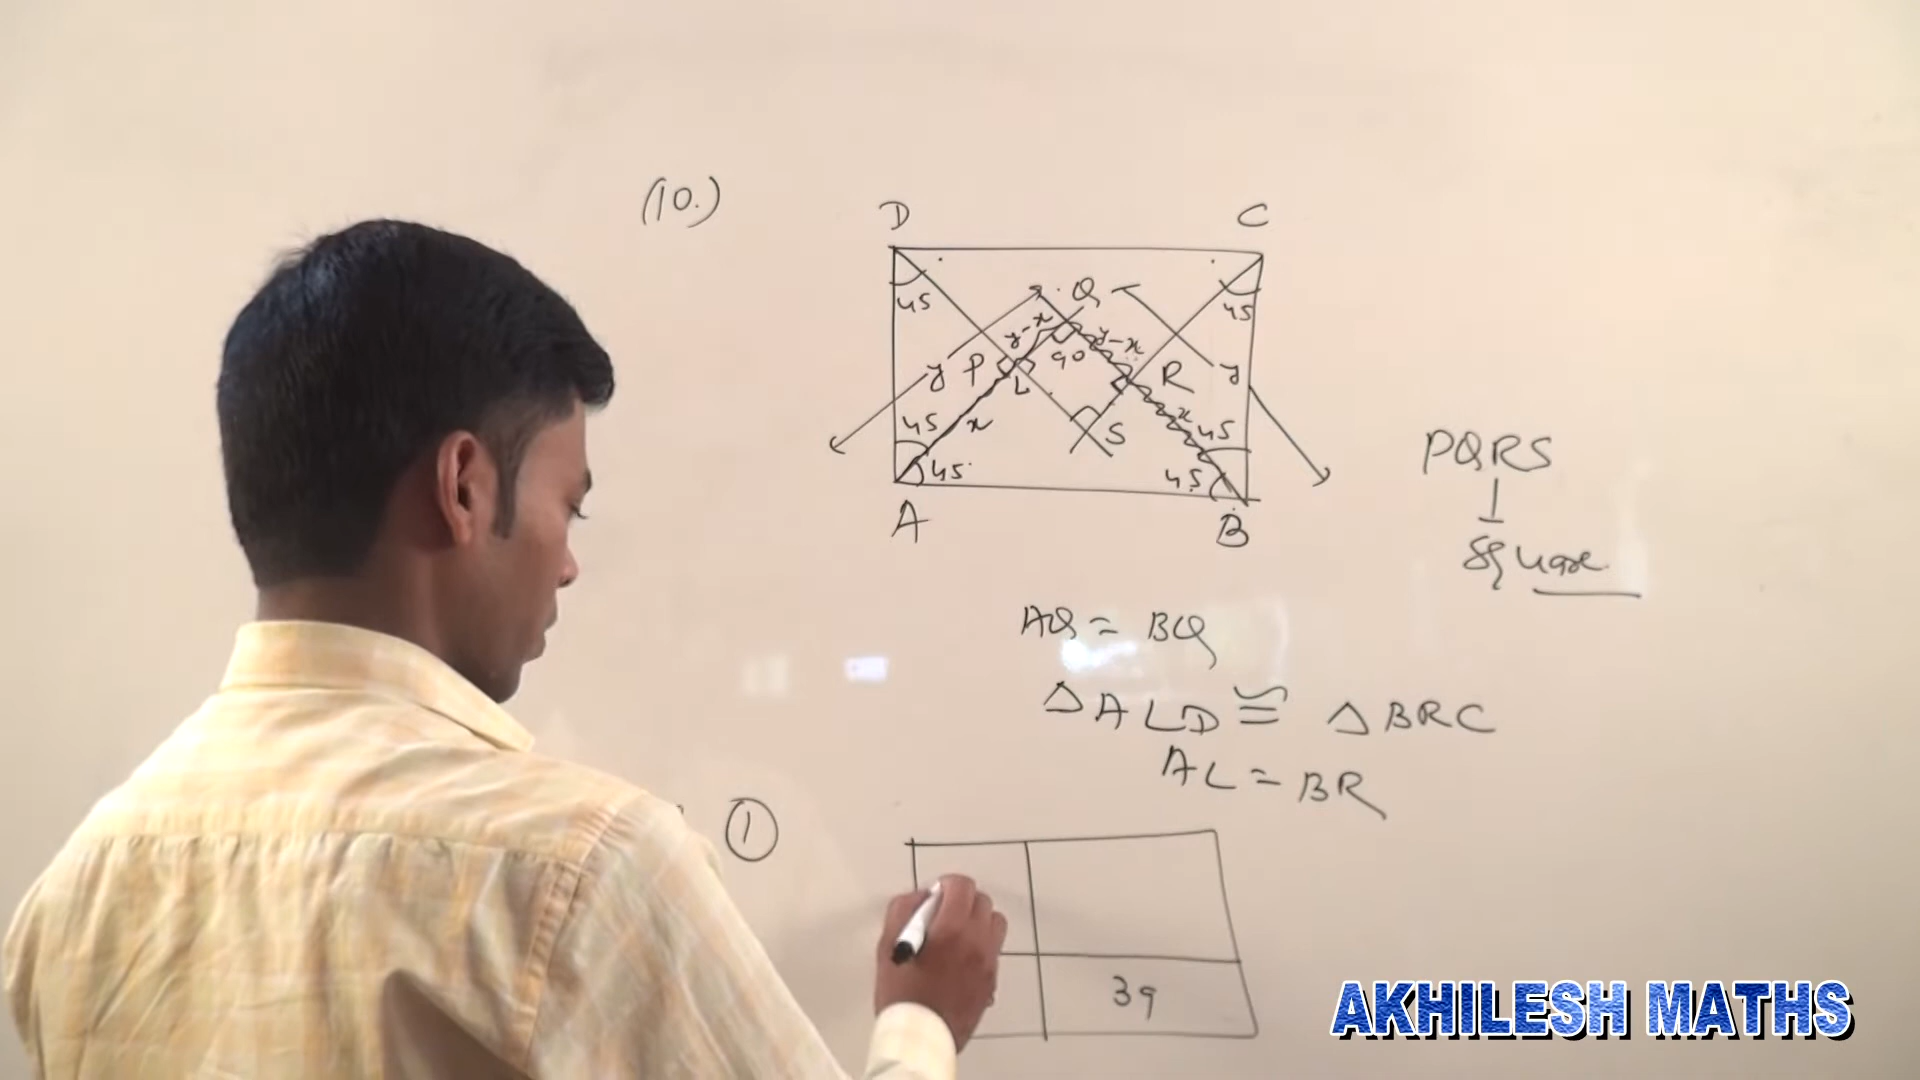 (10.)
D C
45 Q 45
y-x y-x
y P 90 R y
L
45 x S x 45
45 45
A B
PQRS
Square
AQ = BQ
△ALD ≅ △BRC
AL = BR
1
39
AKHILESH MATHS